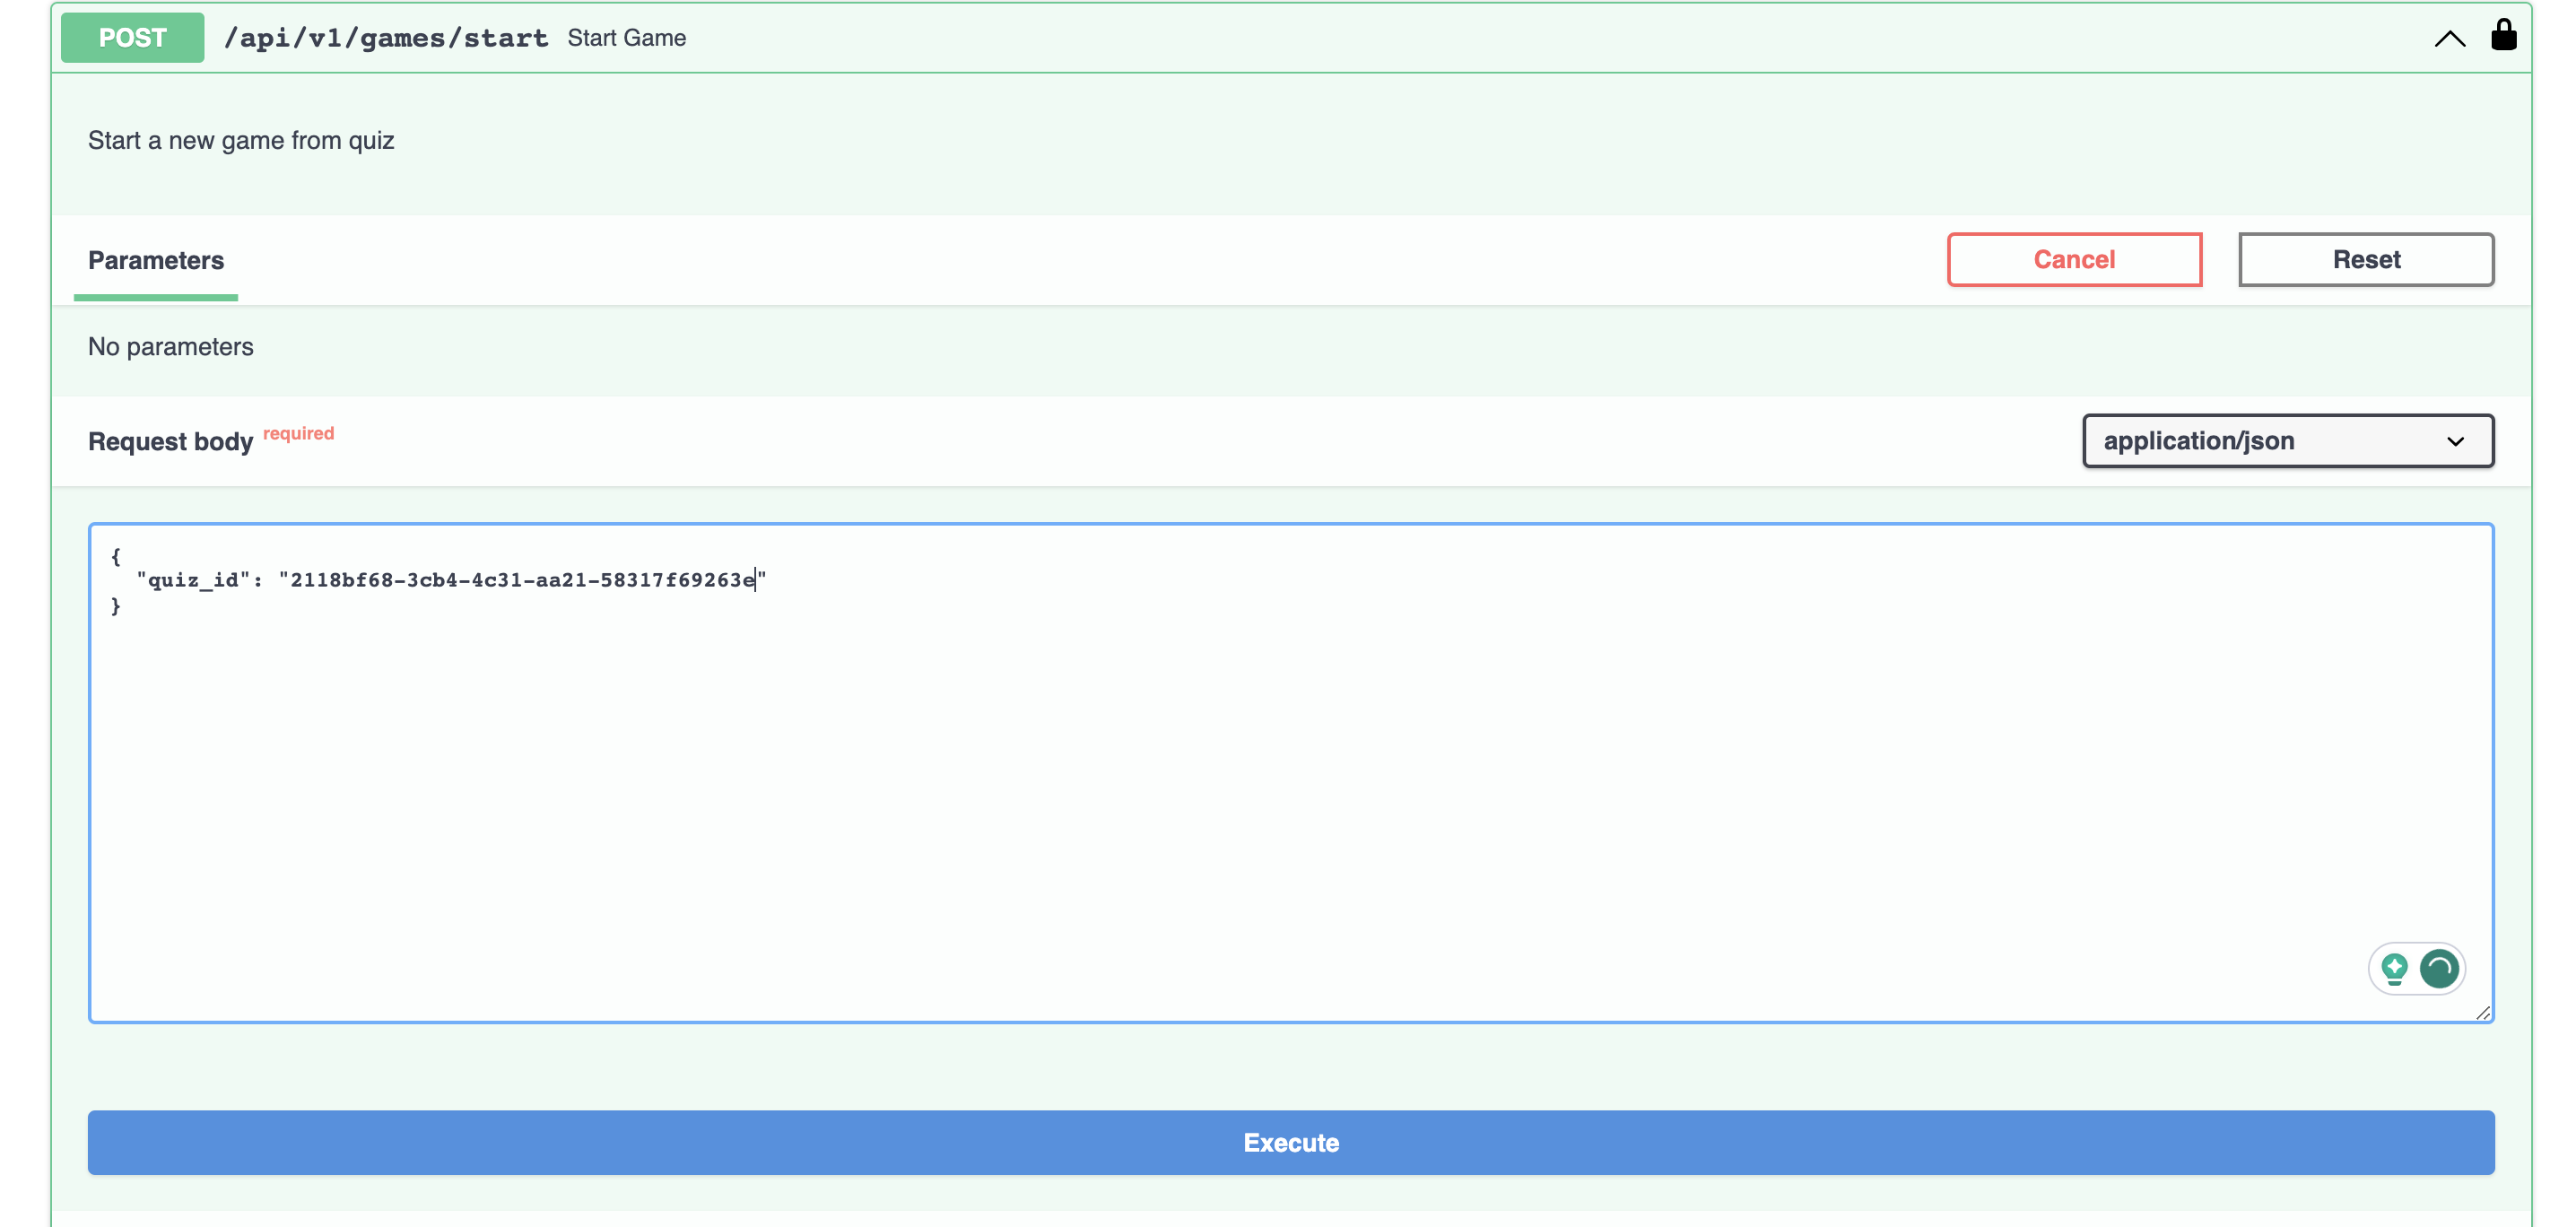 POST /api/v1/games/start Start Game
Start a new game from quiz
Parameters Cancel Reset
No parameters
Request body required application/json
{
"quiz_id": "2118bf68-3cb4-4c31-aa21-58317f69263e"
}
Execute